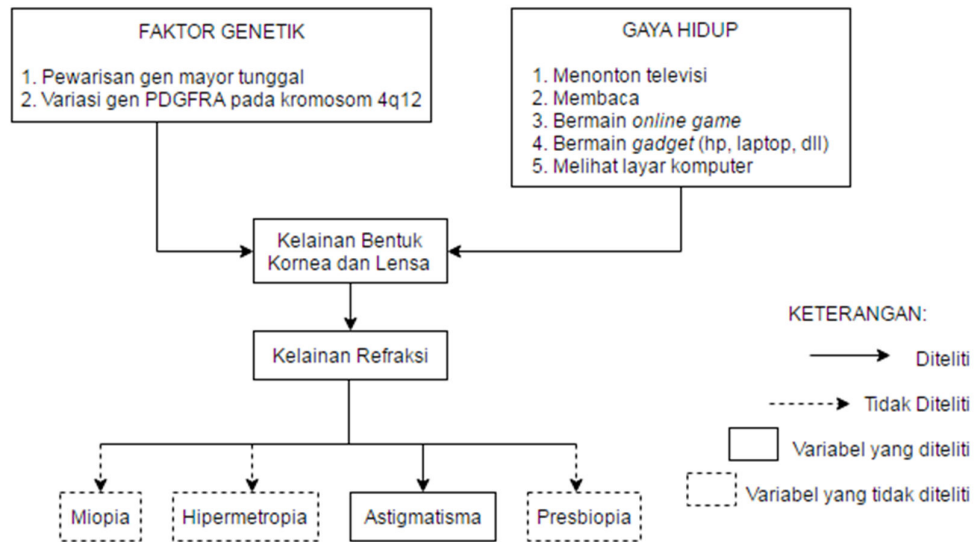 FAKTOR GENETIK
1. Pewarisan gen mayor tunggal
2. Variasi gen PDGFRA pada kromosom 4q12
GAYA HIDUP
1. Menonton televisi
2. Membaca
3. Bermain online game
4. Bermain gadget (hp, laptop, dll)
5. Melihat layar komputer
Kelainan Bentuk
Kornea dan Lensa
Kelainan Refraksi
Miopia
Hipermetropia
Astigmatisma
Presbiopia
KETERANGAN:
Diteliti
Tidak Diteliti
Variabel yang diteliti
Variabel yang tidak diteliti